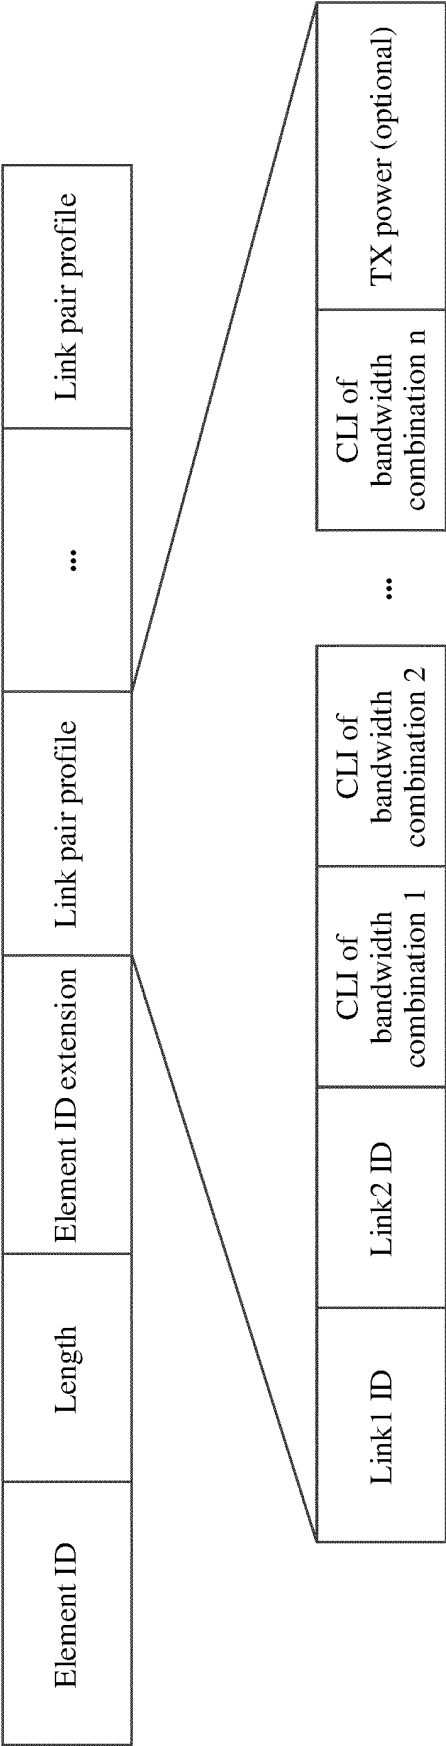 Element ID
Length
Element ID extension
Link pair profile
...
Link pair profile
Link1 ID
Link2 ID
CLI of
bandwidth
combination 1
CLI of
bandwidth
combination 2
...
CLI of
bandwidth
combination n
TX power (optional)